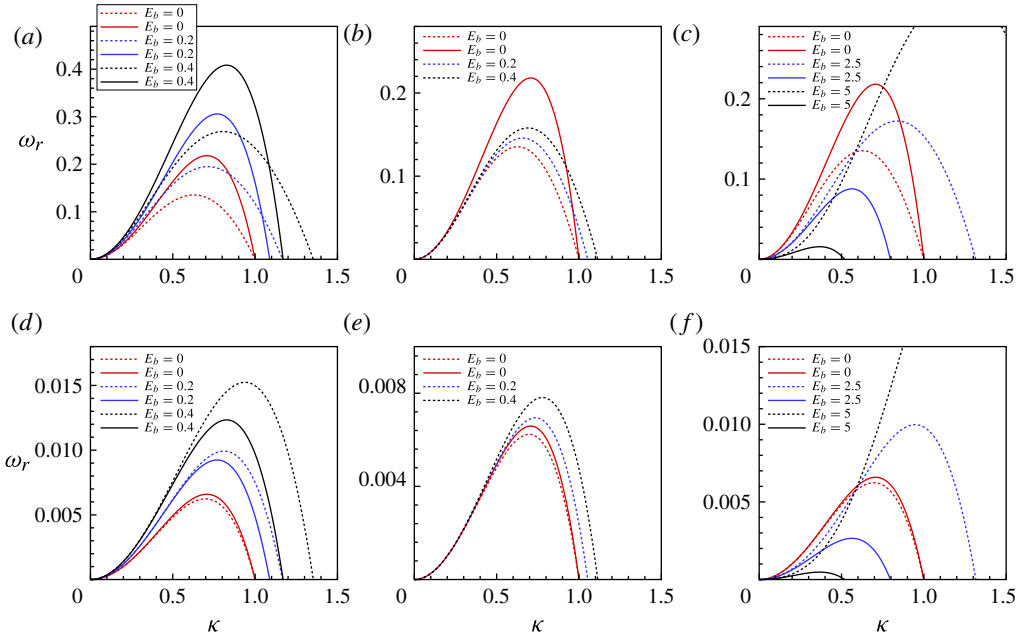 (a)
E_b = 0
E_b = 0
E_b = 0.2
E_b = 0.2
E_b = 0.4
E_b = 0.4
0.4
0.3
0.2
0.1
ω_r
0 0.5 1.0 1.5
(b)
E_b = 0
E_b = 0
E_b = 0.2
E_b = 0.4
0.2
0.1
0 0.5 1.0 1.5
(c)
E_b = 0
E_b = 0
E_b = 2.5
E_b = 2.5
E_b = 5
E_b = 5
0.2
0.1
0 0.5 1.0 1.5
(d)
E_b = 0
E_b = 0
E_b = 0.2
E_b = 0.2
E_b = 0.4
E_b = 0.4
0.015
0.010
0.005
ω_r
0 0.5 1.0 1.5
κ
(e)
E_b = 0
E_b = 0
E_b = 0.2
E_b = 0.4
0.008
0.004
0 0.5 1.0 1.5
κ
(f)
E_b = 0
E_b = 0
E_b = 2.5
E_b = 2.5
E_b = 5
E_b = 5
0.015
0.010
0.005
0 0.5 1.0 1.5
κ